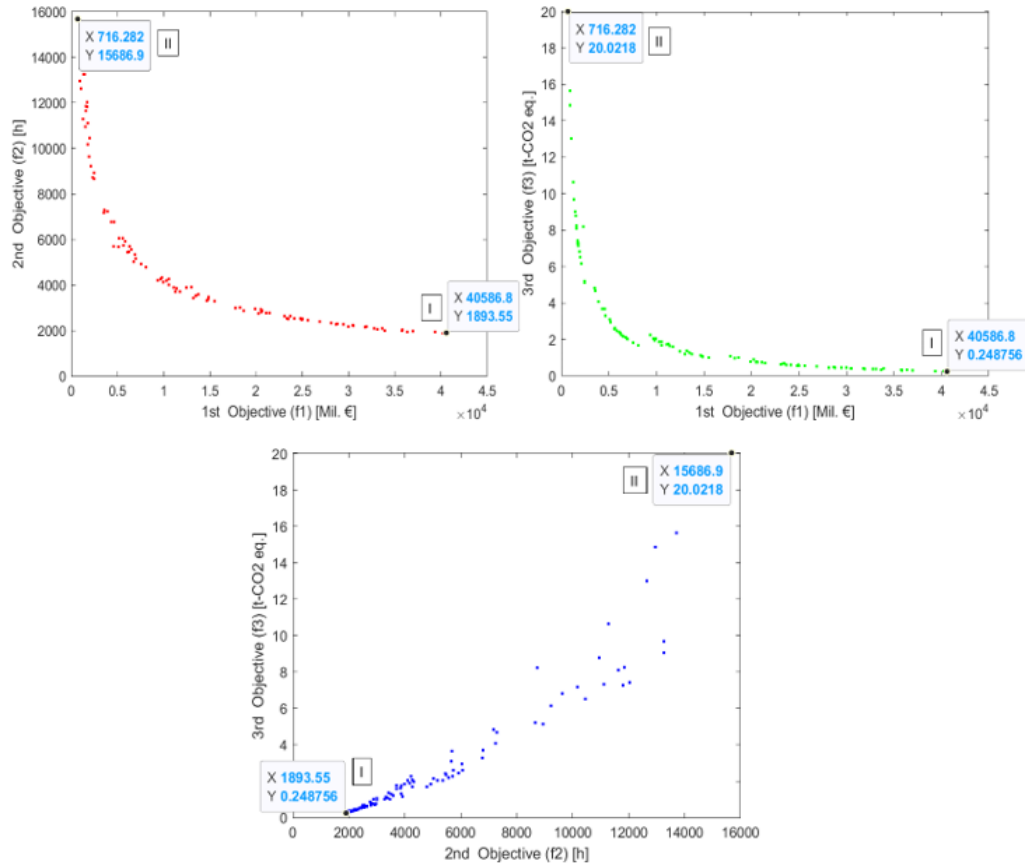 16000
14000
12000
10000
8000
6000
4000
2000
0
2nd Objective (f2) [h]
X 716.282
Y 15686.9
II
I
X 40586.8
Y 1893.55
0 0.5 1 1.5 2 2.5 3 3.5 4 4.5
×10⁴
1st Objective (f1) [Mil. €]
20
18
16
14
12
10
8
6
4
2
0
3rd Objective (f3) [t-CO2 eq.]
X 716.282
Y 20.0218
II
I
X 40586.8
Y 0.248756
0 0.5 1 1.5 2 2.5 3 3.5 4 4.5
×10⁴
1st Objective (f1) [Mil. €]
20
18
16
14
12
10
8
6
4
2
0
3rd Objective (f3) [t-CO2 eq.]
II
X 15686.9
Y 20.0218
X 1893.55
Y 0.248756
I
0 2000 4000 6000 8000 10000 12000 14000 16000
2nd Objective (f2) [h]